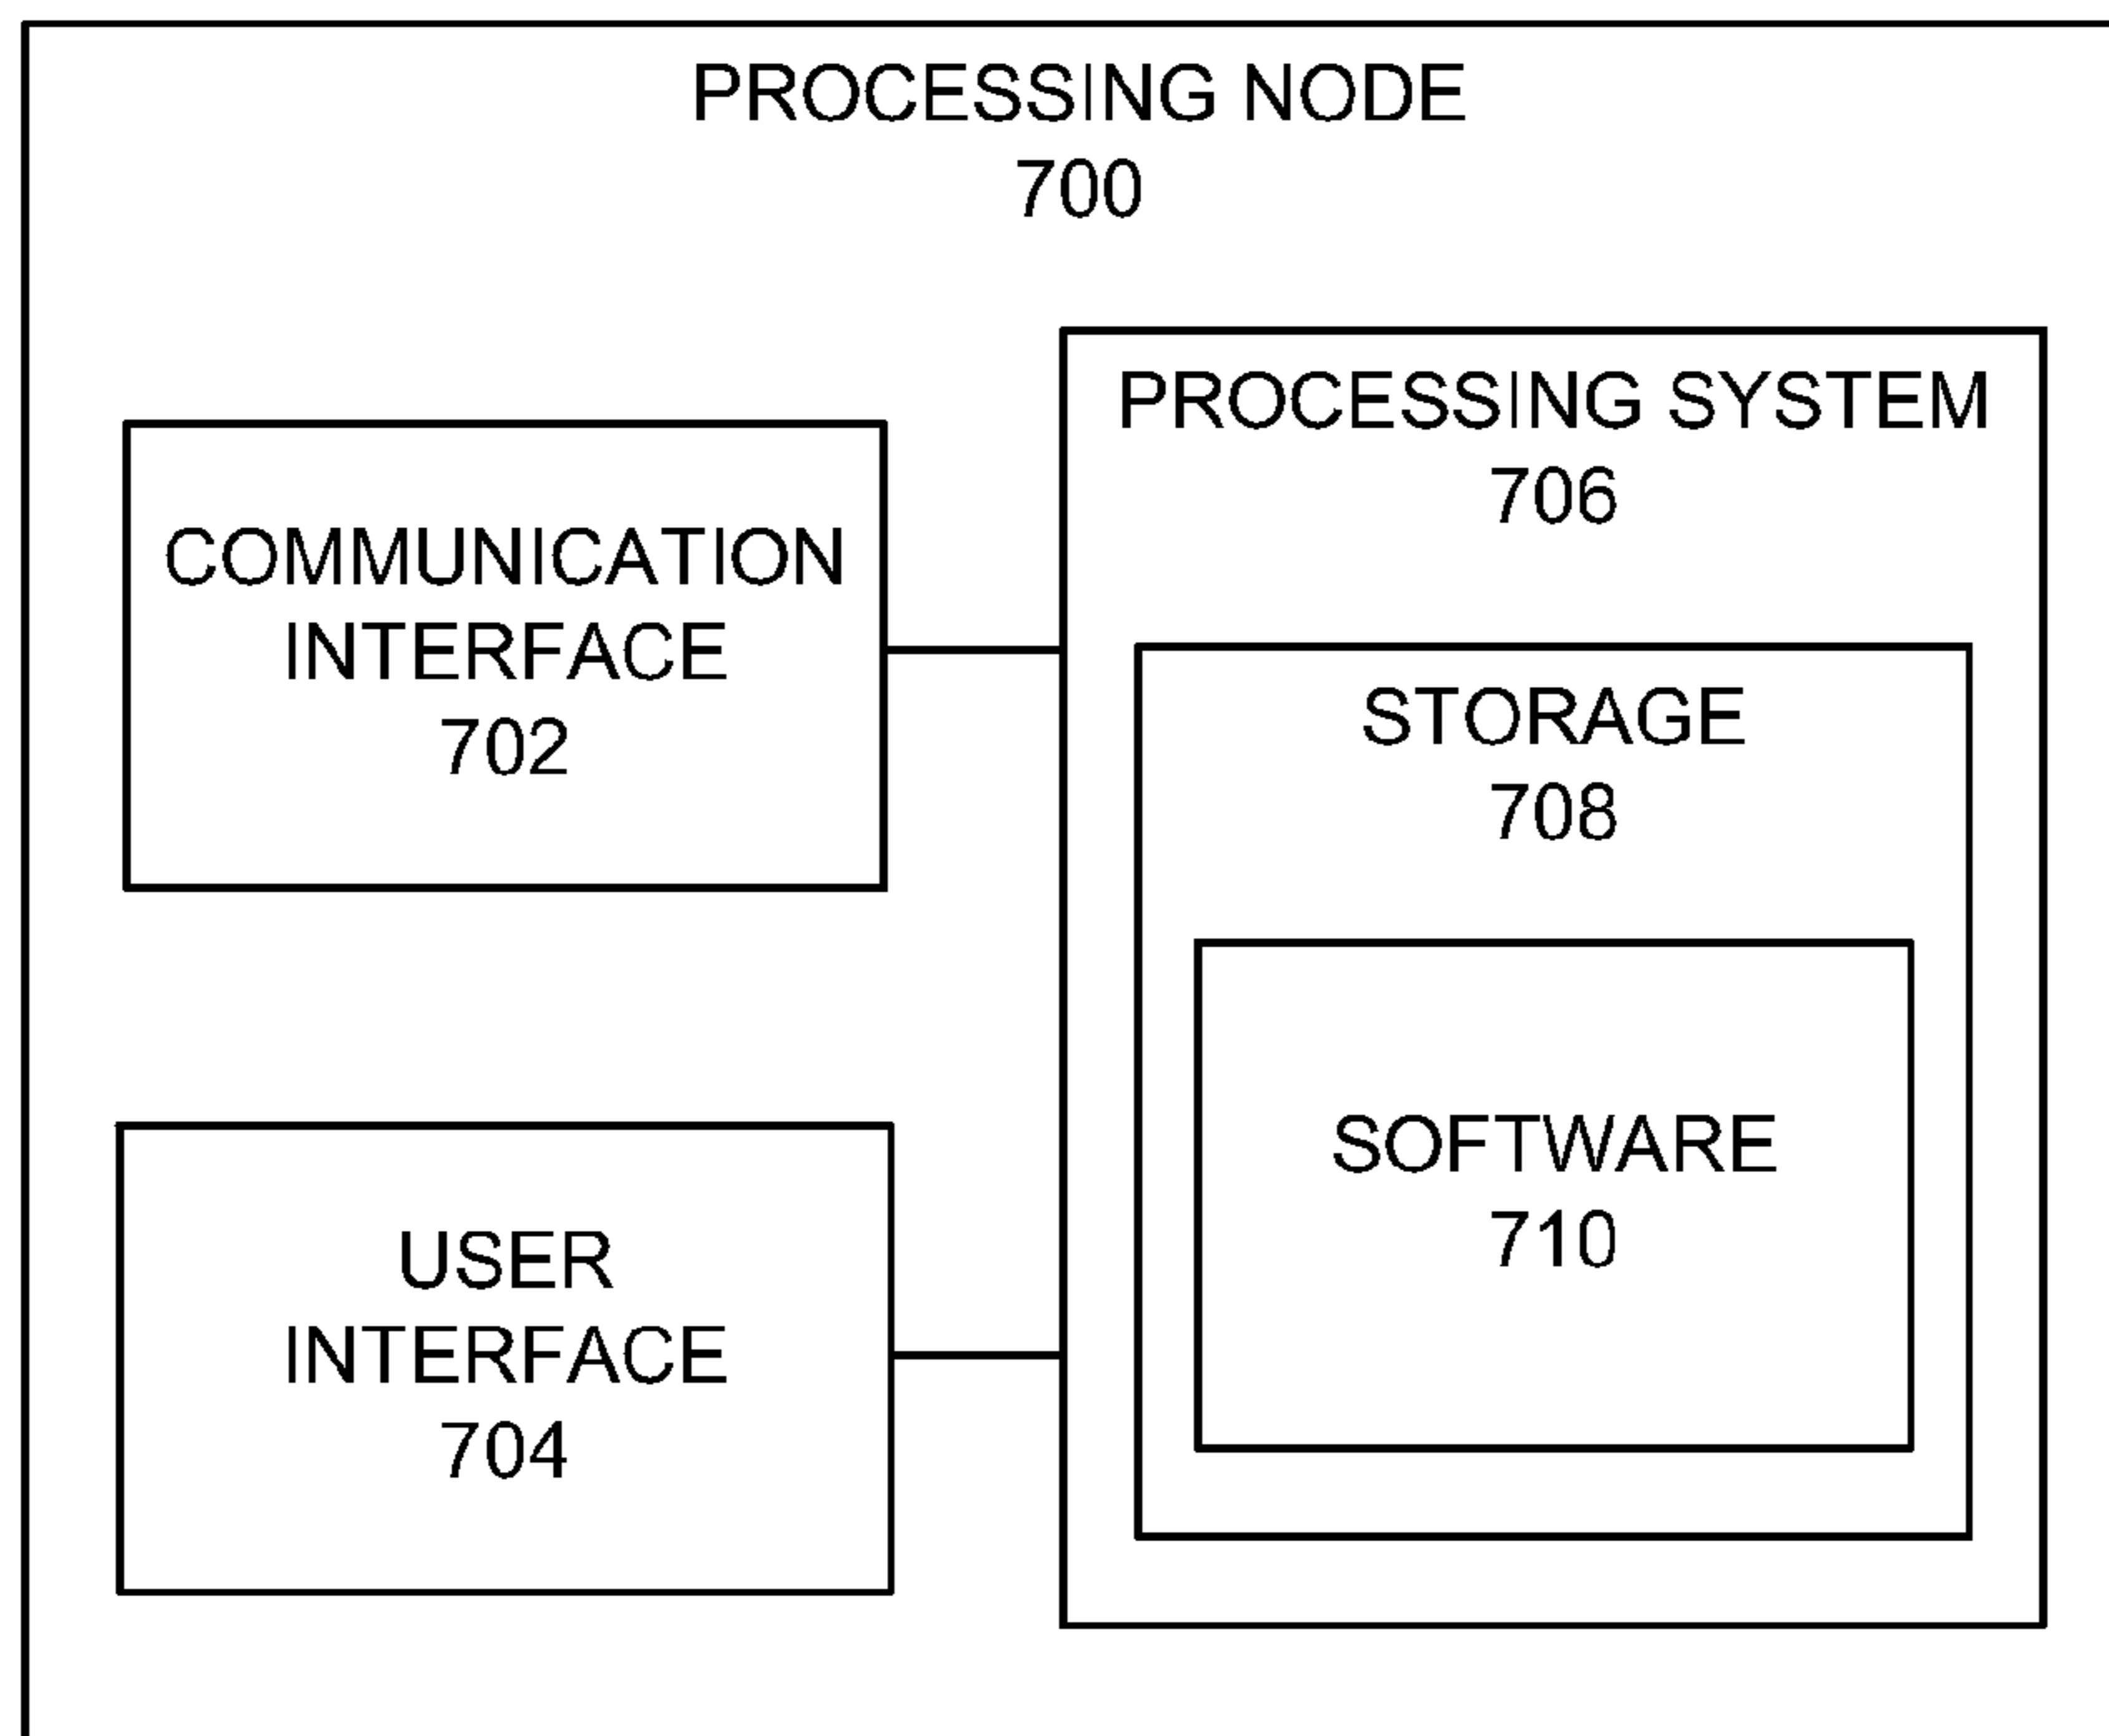 PROCESSING NODE
700
PROCESSING SYSTEM
706
COMMUNICATION
INTERFACE
702
STORAGE
708
SOFTWARE
710
USER
INTERFACE
704